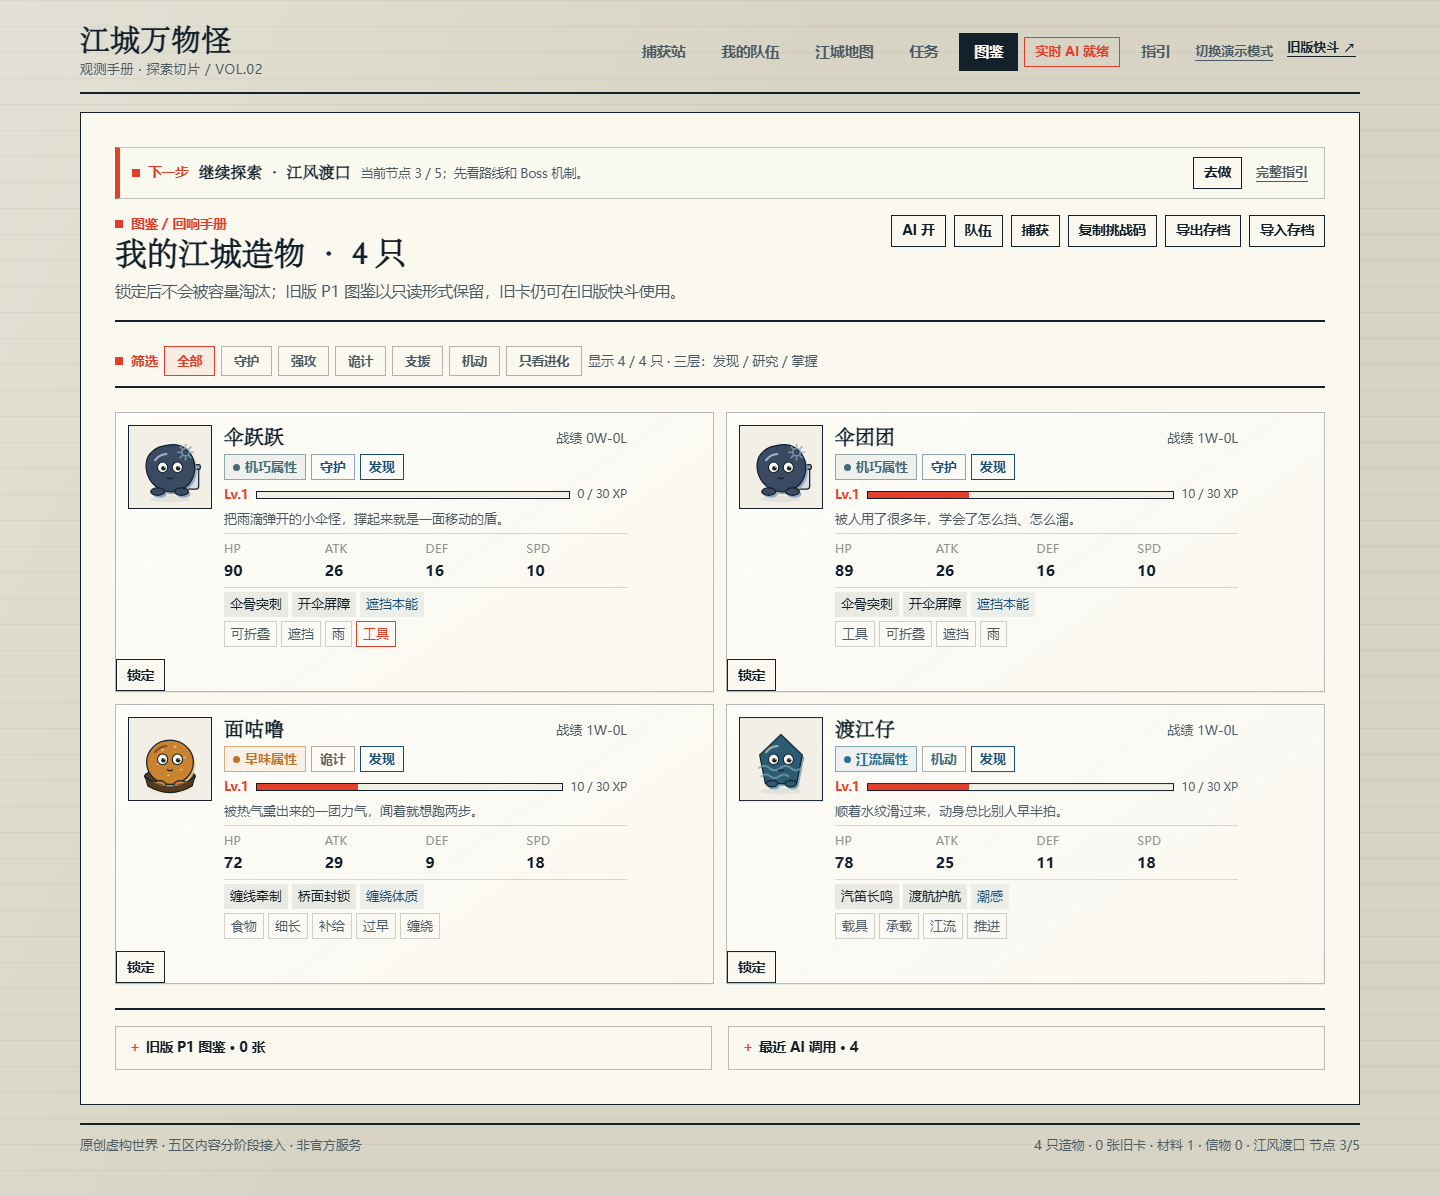 江城万物怪
观测手册 · 探索切片 / VOL.02
捕获站 我的队伍 江城地图 任务 图鉴 实时 AI 就绪 指引 切换演示模式 旧版快斗 ↗
下一步 继续探索 · 江风渡口 当前节点 3 / 5；先看路线和 Boss 机制。 去做 完整指引
图鉴 / 回响手册
AI 开 队伍 捕获 复制挑战码 导出存档 导入存档
我的江城造物 · 4 只
锁定后不会被容量淘汰；旧版 P1 图鉴以只读形式保留，旧卡仍可在旧版快斗使用。
筛选 全部 守护 强攻 诡计 支援 机动 只看进化 显示 4 / 4 只 · 三层：发现 / 研究 / 掌握
伞跃跃 战绩 0W-0L
机巧属性 守护 发现
Lv.1 0 / 30 XP
把雨滴弹开的小伞怪，撑起来就是一面移动的盾。
HP ATK DEF SPD
90 26 16 10
伞骨突刺 开伞屏障 遮挡本能
可折叠 遮挡 雨 工具
锁定
伞团团 战绩 1W-0L
机巧属性 守护 发现
Lv.1 10 / 30 XP
被人用了很多年，学会了怎么挡、怎么溜。
HP ATK DEF SPD
89 26 16 10
伞骨突刺 开伞屏障 遮挡本能
工具 可折叠 遮挡 雨
锁定
面咕噜 战绩 1W-0L
早味属性 诡计 发现
Lv.1 10 / 30 XP
被热气熏出来的一团力气，闻着就想跑两步。
HP ATK DEF SPD
72 29 9 18
缠线牵制 桥面封锁 缠绕体质
食物 细长 补给 过早 缠绕
锁定
渡江仔 战绩 1W-0L
江流属性 机动 发现
Lv.1 10 / 30 XP
顺着水纹滑过来，动身总比别人早半拍。
HP ATK DEF SPD
78 25 11 18
汽笛长鸣 渡航护航 潮感
载具 承载 江流 推进
锁定
+ 旧版 P1 图鉴 • 0 张
+ 最近 AI 调用 • 4
原创虚构世界 · 五区内容分阶段接入 · 非官方服务
4 只造物 · 0 张旧卡 · 材料 1 · 信物 0 · 江风渡口 节点 3/5